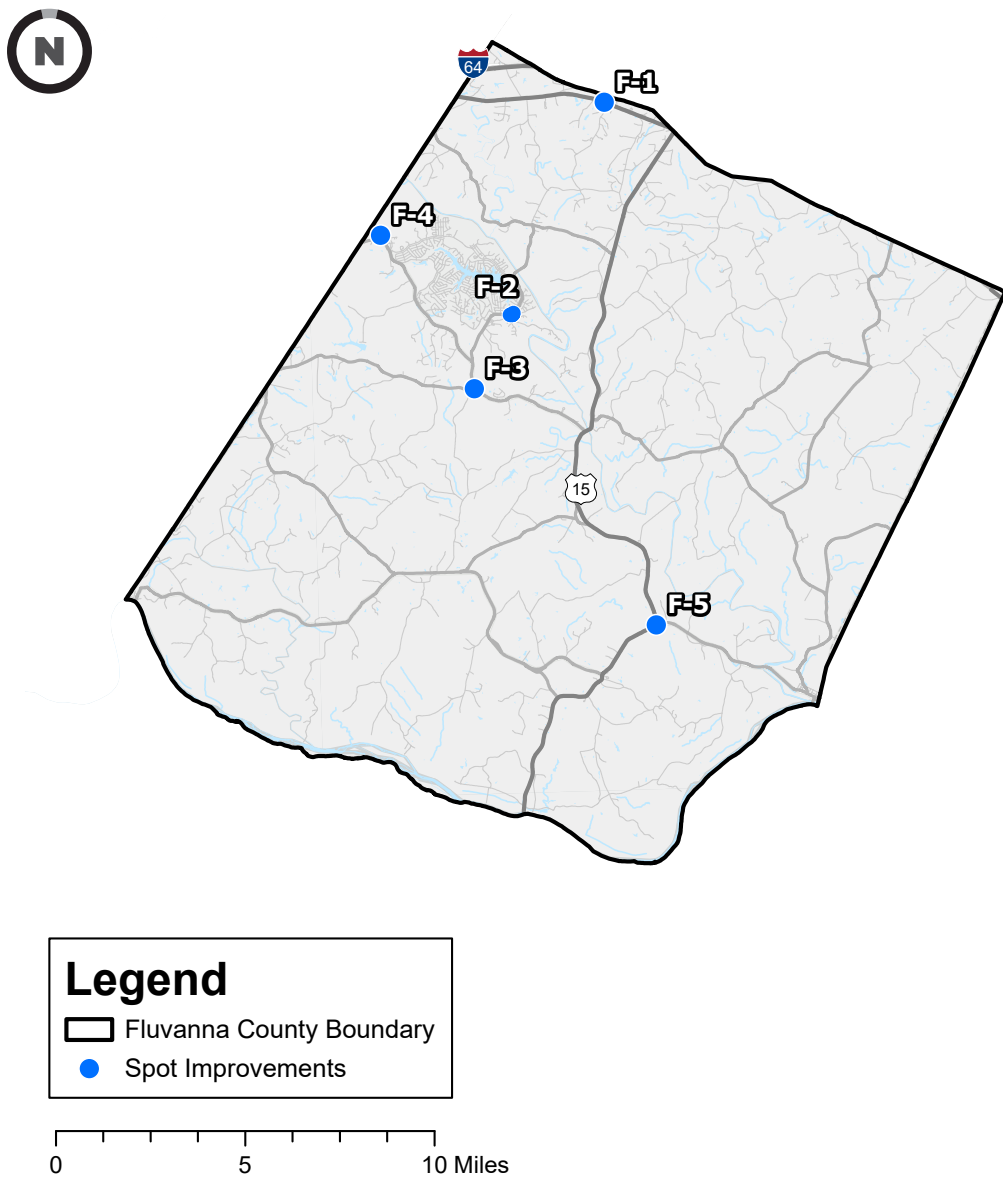 N
64
F-1
F-4
F-2
F-3
15
F-5
Legend
Fluvanna County Boundary
Spot Improvements
0 5 10 Miles